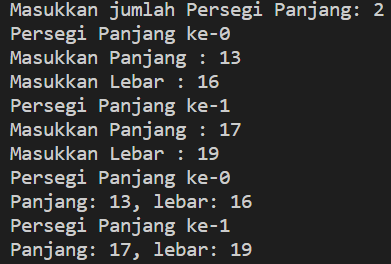 Masukkan jumlah Persegi Panjang: 2
Persegi Panjang ke-0
Masukkan Panjang : 13
Masukkan Lebar : 16
Persegi Panjang ke-1
Masukkan Panjang : 17
Masukkan Lebar : 19
Persegi Panjang ke-0
Panjang: 13, lebar: 16
Persegi Panjang ke-1
Panjang: 17, lebar: 19